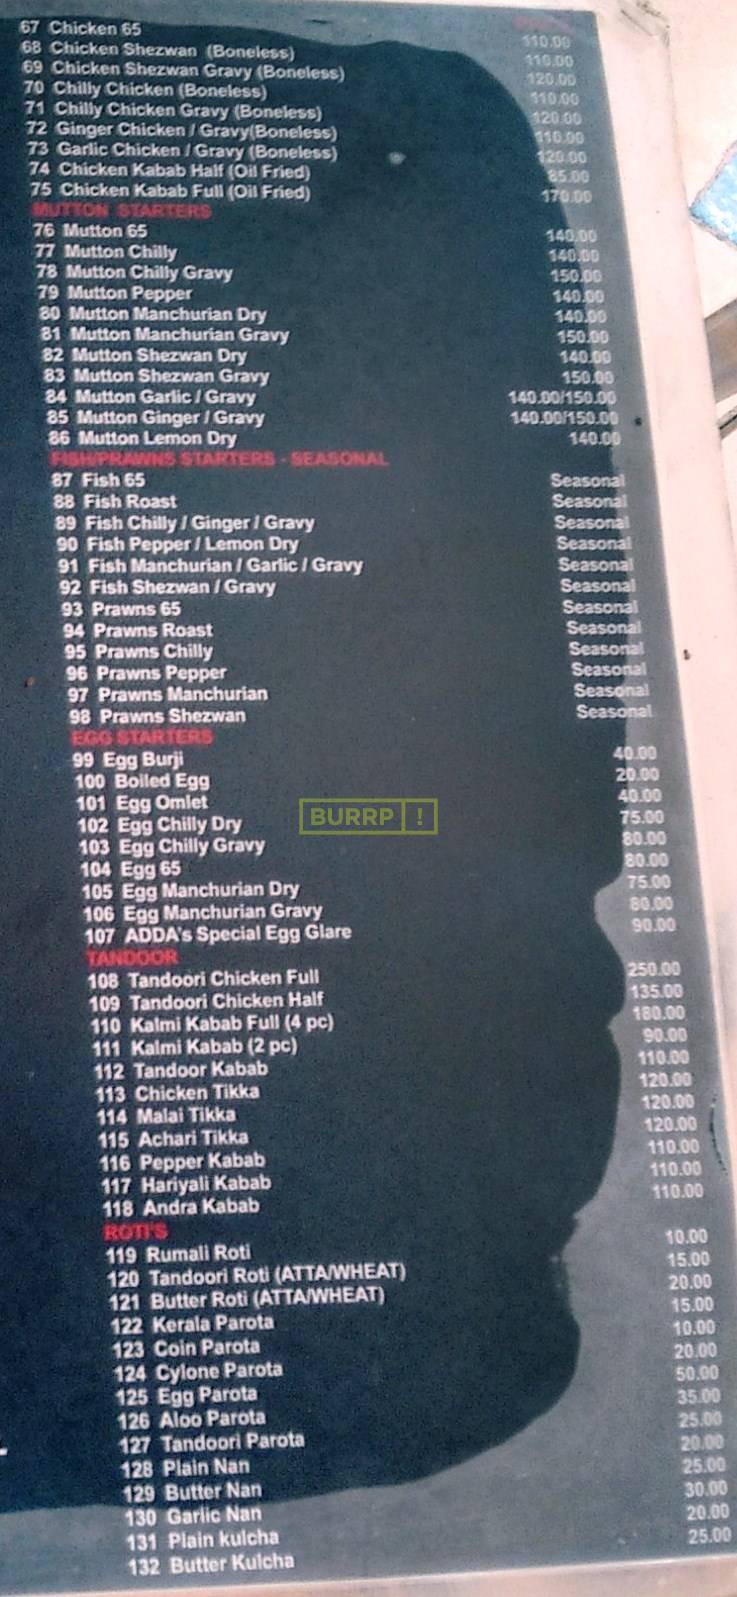 67 Chicken 65 110.00
68 Chicken Shezwan (Boneless) 110.00
69 Chicken Shezwan Gravy (Boneless) 120.00
70 Chilly Chicken (Boneless) 110.00
71 Chilly Chicken Gravy (Boneless) 120.00
72 Ginger Chicken / Gravy(Boneless) 110.00
73 Garlic Chicken / Gravy (Boneless) 120.00
74 Chicken Kabab Half (Oil Fried) 85.00
75 Chicken Kabab Full (Oil Fried) 170.00
MUTTON STARTERS
76 Mutton 65 140.00
77 Mutton Chilly 140.00
78 Mutton Chilly Gravy 150.00
79 Mutton Pepper 140.00
80 Mutton Manchurian Dry 140.00
81 Mutton Manchurian Gravy 150.00
82 Mutton Shezwan Dry 140.00
83 Mutton Shezwan Gravy 150.00
84 Mutton Garlic / Gravy 140.00/150.00
85 Mutton Ginger / Gravy 140.00/150.00
86 Mutton Lemon Dry 140.00
FISH/PRAWNS STARTERS - SEASONAL
87 Fish 65 Seasonal
88 Fish Roast Seasonal
89 Fish Chilly / Ginger / Gravy Seasonal
90 Fish Pepper / Lemon Dry Seasonal
91 Fish Manchurian / Garlic / Gravy Seasonal
92 Fish Shezwan / Gravy Seasonal
93 Prawns 65 Seasonal
94 Prawns Roast Seasonal
95 Prawns Chilly Seasonal
96 Prawns Pepper Seasonal
97 Prawns Manchurian Seasonal
98 Prawns Shezwan Seasonal
EGG STARTERS
99 Egg Burji 40.00
100 Boiled Egg 20.00
101 Egg Omlet 40.00
102 Egg Chilly Dry 75.00
103 Egg Chilly Gravy 80.00
104 Egg 65 80.00
105 Egg Manchurian Dry 75.00
106 Egg Manchurian Gravy 80.00
107 ADDA's Special Egg Glare 90.00
BURRP !
TANDOOR
108 Tandoori Chicken Full 250.00
109 Tandoori Chicken Half 135.00
110 Kalmi Kabab Full (4 pc) 180.00
111 Kalmi Kabab (2 pc) 90.00
112 Tandoor Kabab 110.00
113 Chicken Tikka 120.00
114 Malai Tikka 120.00
115 Achari Tikka 120.00
116 Pepper Kabab 110.00
117 Hariyali Kabab 110.00
118 Andra Kabab 110.00
ROTI'S
119 Rumali Roti 10.00
120 Tandoori Roti (ATTA/WHEAT) 15.00
121 Butter Roti (ATTA/WHEAT) 20.00
122 Kerala Parota 15.00
123 Coin Parota 10.00
124 Cylone Parota 20.00
125 Egg Parota 50.00
126 Aloo Parota 35.00
127 Tandoori Parota 25.00
128 Plain Nan 20.00
129 Butter Nan 25.00
130 Garlic Nan 30.00
131 Plain kulcha 20.00
132 Butter Kulcha 25.00